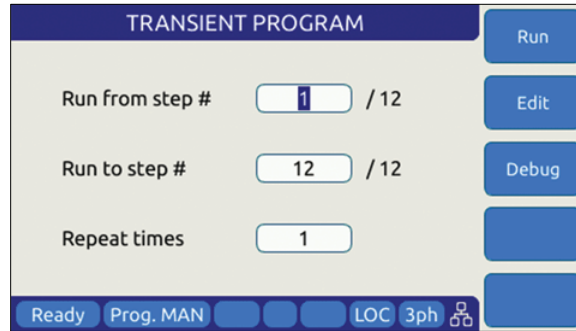 TRANSIENT PROGRAM
Run
Run from step # 1 / 12
Edit
Run to step # 12 / 12
Debug
Repeat times 1
Ready Prog. MAN LOC 3ph